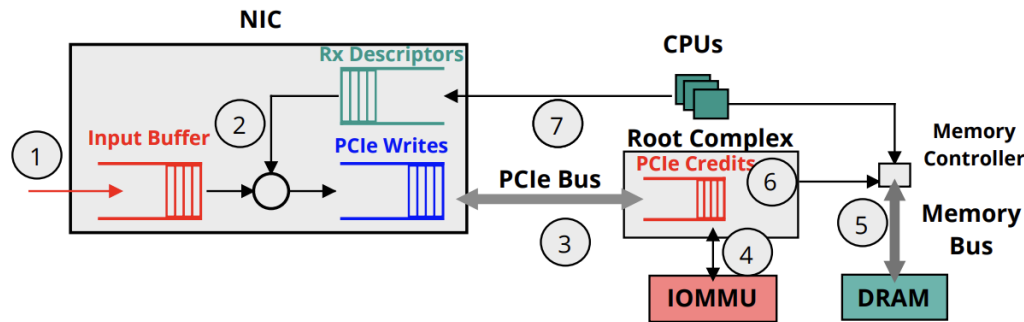 NIC
CPUs
Rx Descriptors
1
2
7
Input Buffer
PCIe Writes
Root Complex
PCIe Credits
Memory
Controller
PCIe Bus
6
3
4
5
Memory
Bus
IOMMU
DRAM